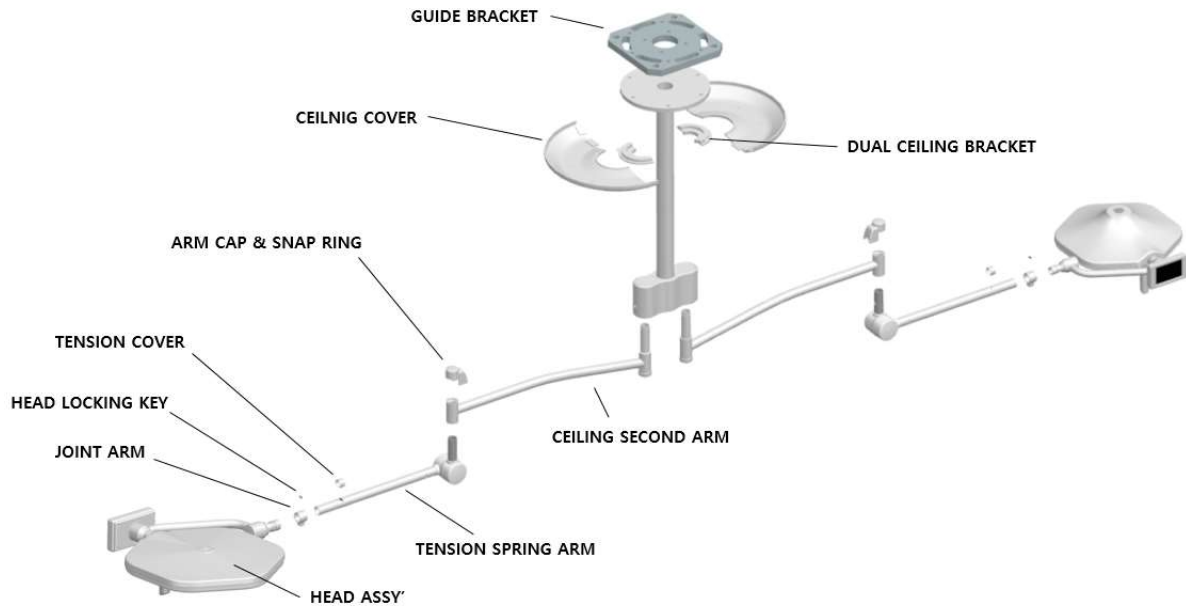 GUIDE BRACKET
CEILNIG COVER
DUAL CEILING BRACKET
ARM CAP & SNAP RING
TENSION COVER
HEAD LOCKING KEY
CEILING SECOND ARM
JOINT ARM
TENSION SPRING ARM
HEAD ASSY'